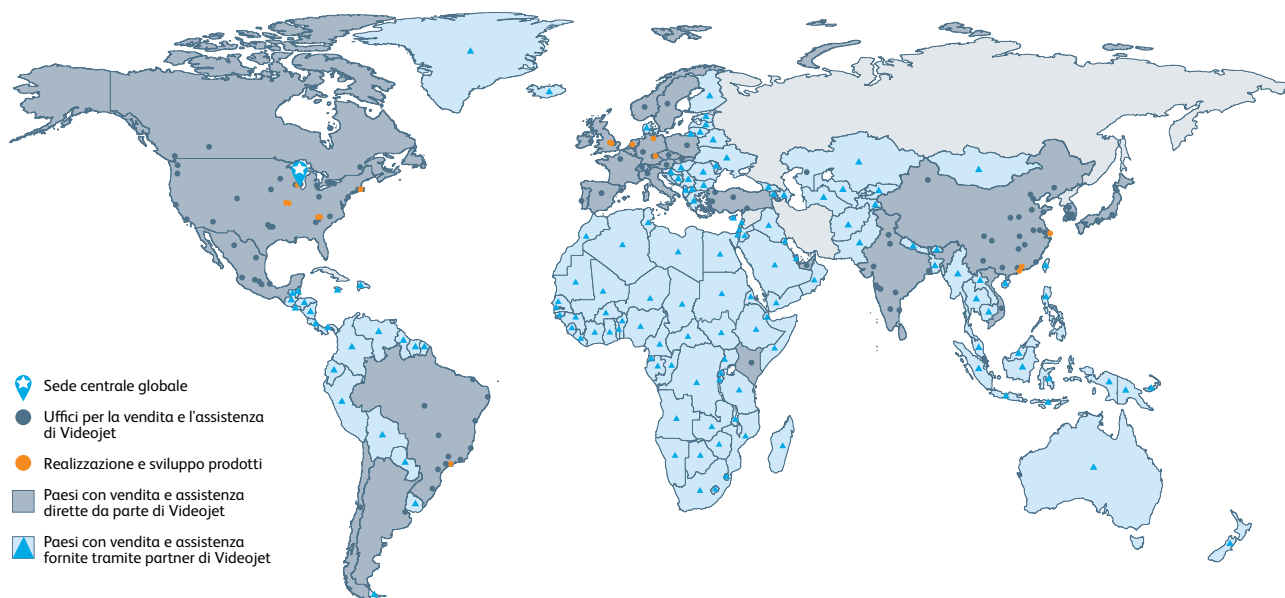 Sede centrale globale
Uffici per la vendita e l'assistenza
di Videojet
Realizzazione e sviluppo prodotti
Paesi con vendita e assistenza
dirette da parte di Videojet
Paesi con vendita e assistenza
fornite tramite partner di Videojet